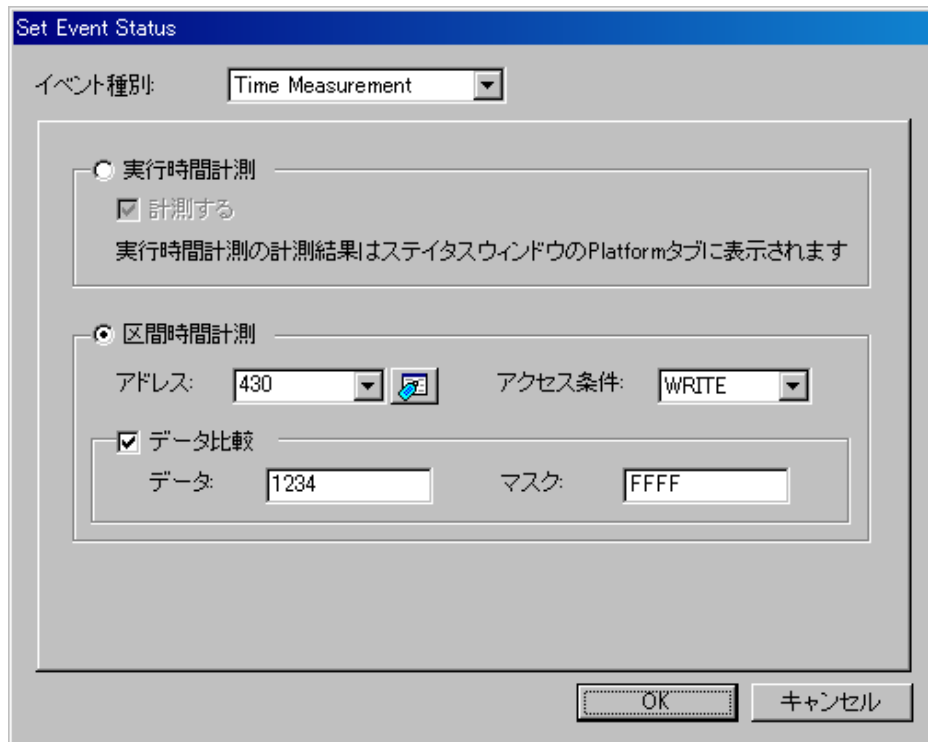 Set Event Status
イベント種別: Time Measurement
実行時間計測
計測する
実行時間計測の計測結果はステイタスウィンドウのPlatformタブに表示されます
区間時間計測
アドレス: 430 アクセス条件: WRITE
データ比較
データ: 1234 マスク: FFFF
OK キャンセル